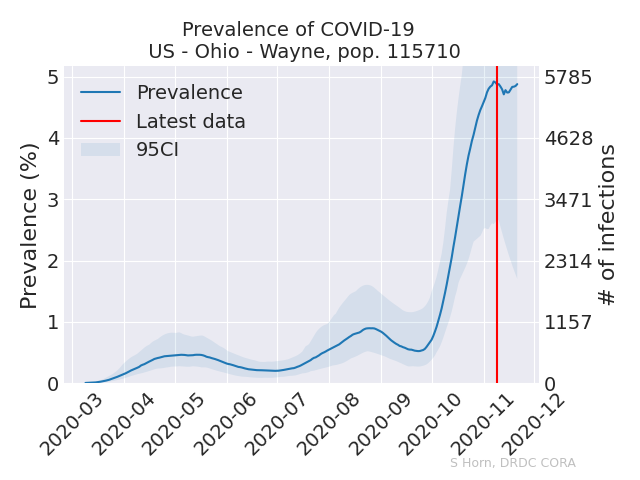 Prevalence of COVID-19
US - Ohio - Wayne, pop. 115710
Prevalence
Latest data
95CI
Prevalence (%)
5
4
3
2
1
0
5785
4628
3471
2314
1157
0
# of infections
2020-03
2020-04
2020-05
2020-06
2020-07
2020-08
2020-09
2020-10
2020-11
2020-12
S Horn, DRDC CORA